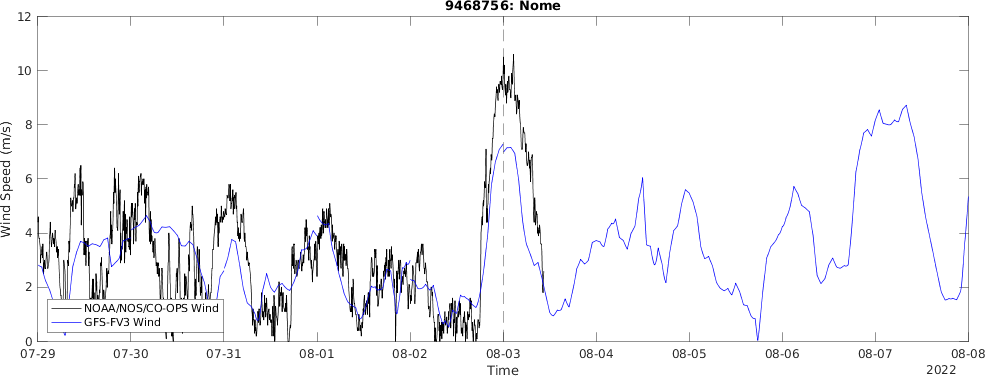 9468756: Nome
12
10
8
6
4
2
0
Wind Speed (m/s)
NOAA/NOS/CO-OPS Wind
GFS-FV3 Wind
07-29 07-30 07-31 08-01 08-02 08-03 08-04 08-05 08-06 08-07 08-08
Time
2022